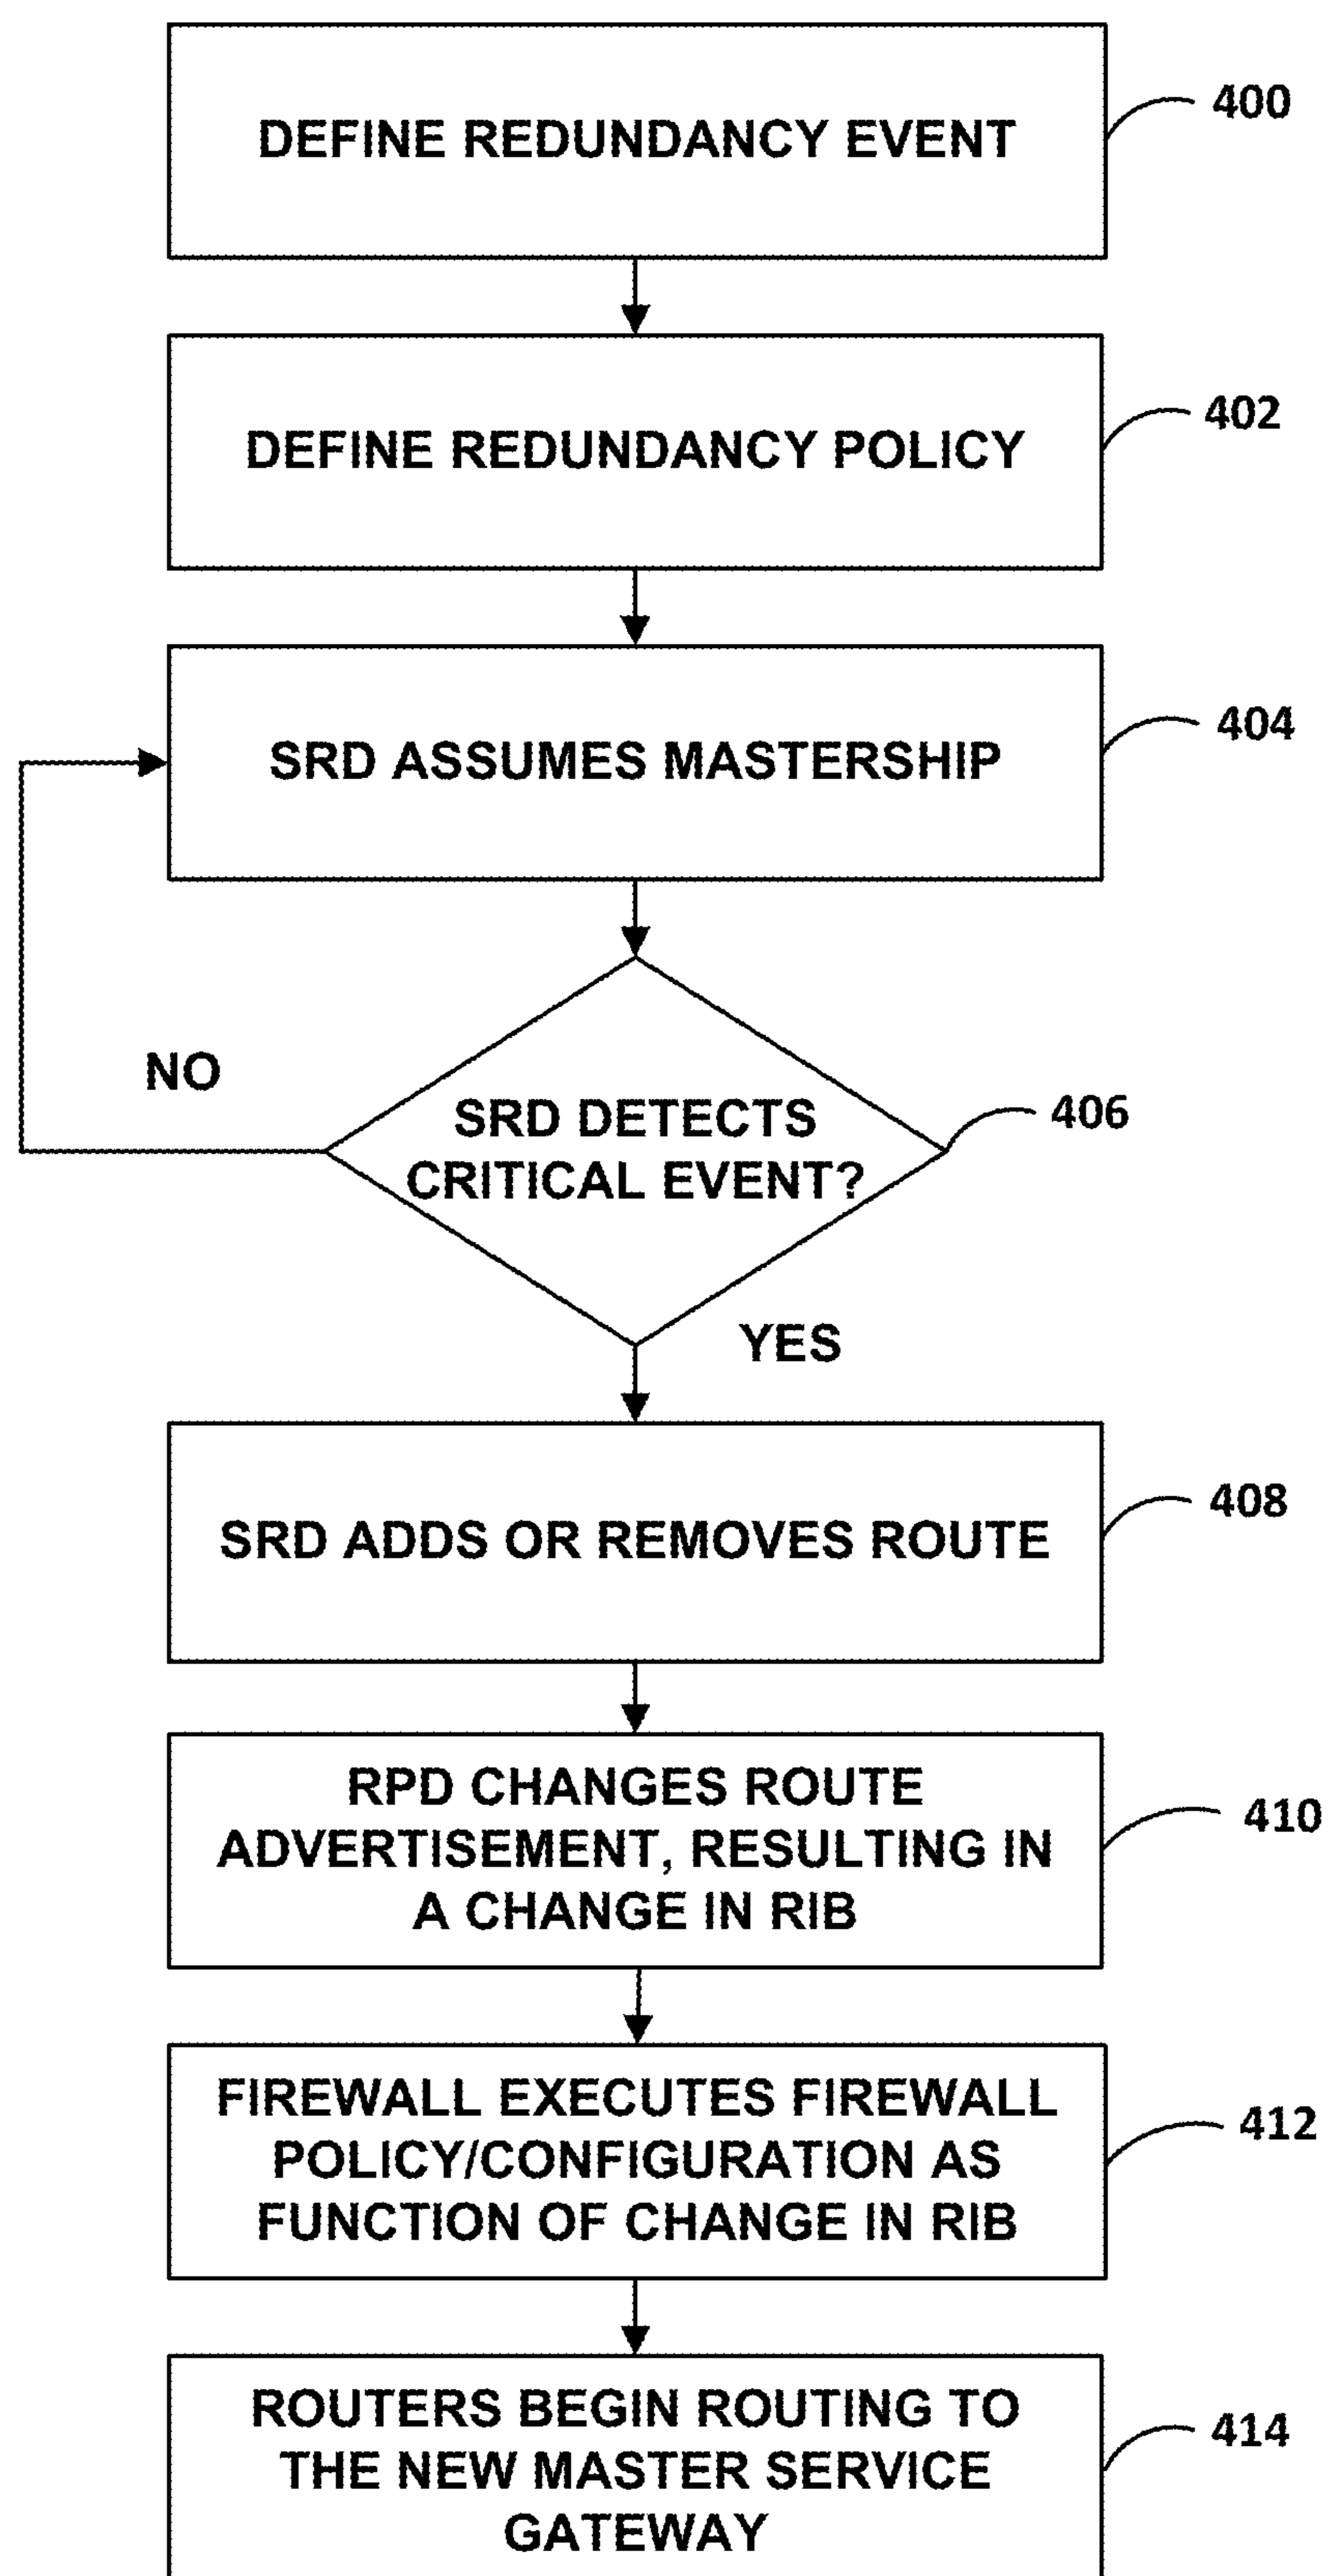 DEFINE REDUNDANCY EVENT
400
DEFINE REDUNDANCY POLICY
402
SRD ASSUMES MASTERSHIP
404
NO
SRD DETECTS
CRITICAL EVENT?
406
YES
SRD ADDS OR REMOVES ROUTE
408
RPD CHANGES ROUTE
ADVERTISEMENT, RESULTING IN
A CHANGE IN RIB
410
FIREWALL EXECUTES FIREWALL
POLICY/CONFIGURATION AS
FUNCTION OF CHANGE IN RIB
412
ROUTERS BEGIN ROUTING TO
THE NEW MASTER SERVICE
GATEWAY
414